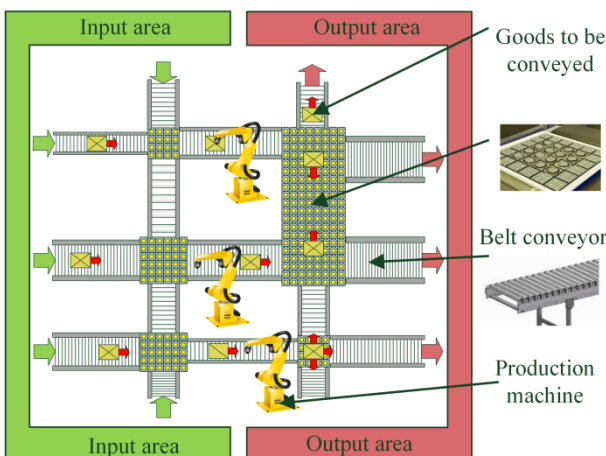 Input area
Output area
Goods to be
conveyed
Belt conveyor
Production
machine
Input area
Output area